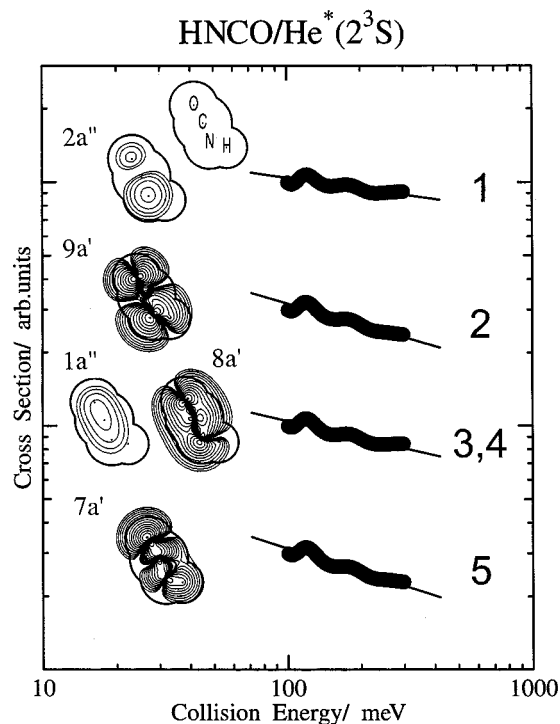 HNCO/He*(2³S)
O
C
N H
2a"
1
9a'
2
1a" 8a'
3,4
7a'
5
Cross Section/ arb.units
10 100 1000
Collision Energy/ meV